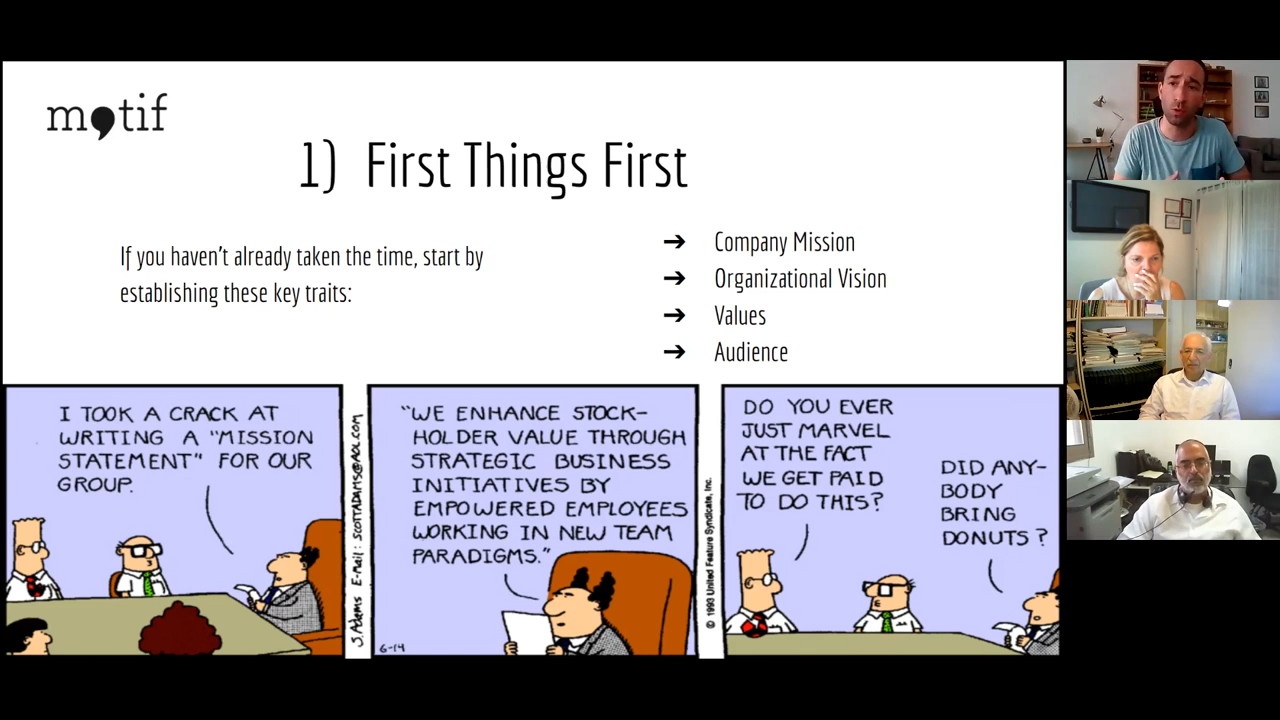 m,tif
1) First Things First
If you haven't already taken the time, start by
establishing these key traits:
➔ Company Mission
➔ Organizational Vision
➔ Values
➔ Audience
I TOOK A CRACK AT
WRITING A "MISSION
STATEMENT" FOR OUR
GROUP.
S.Adams E-Mail: SCOTTADAMS@AOL.COM
"WE ENHANCE STOCK-
HOLDER VALUE THROUGH
STRATEGIC BUSINESS
INITIATIVES BY
EMPOWERED EMPLOYEES
WORKING IN NEW TEAM
PARADIGMS."
6-14
© 1993 United Feature Syndicate, Inc.
DO YOU EVER
JUST MARVEL
AT THE FACT
WE GET PAID
TO DO THIS?
DID ANY-
BODY
BRING
DONUTS?